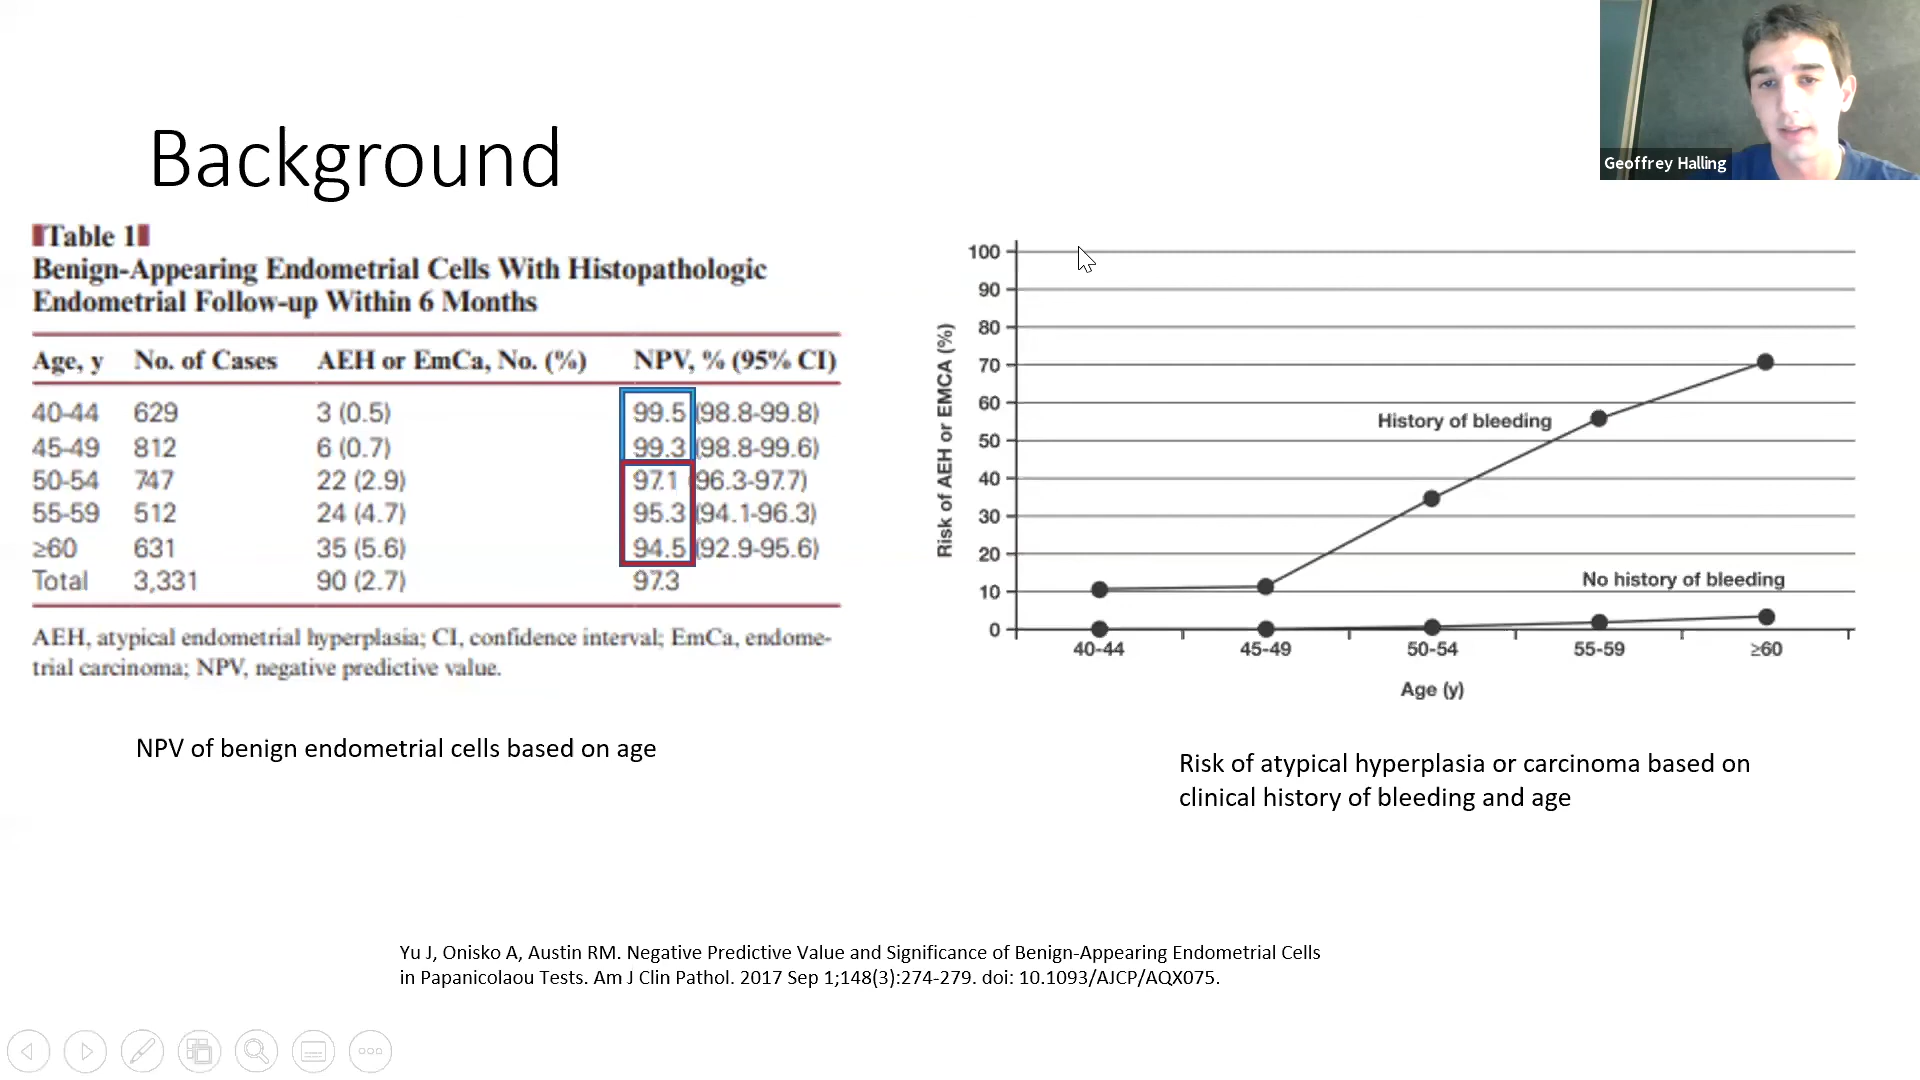 Geoffrey Halling
Background
Table 1
Benign-Appearing Endometrial Cells With Histopathologic
Endometrial Follow-up Within 6 Months
Age, y No. of Cases AEH or EmCa, No. (%) NPV, % (95% CI)
40-44 629 3 (0.5) 99.5 (98.8-99.8)
45-49 812 6 (0.7) 99.3 (98.8-99.6)
50-54 747 22 (2.9) 97.1 (96.3-97.7)
55-59 512 24 (4.7) 95.3 (94.1-96.3)
≥60 631 35 (5.6) 94.5 (92.9-95.6)
Total 3,331 90 (2.7) 97.3
AEH, atypical endometrial hyperplasia; CI, confidence interval; EmCa, endome-
trial carcinoma; NPV, negative predictive value.
NPV of benign endometrial cells based on age
Risk of AEH or EMCA (%)
100
90
80
70
60
50
40
30
20
10
0
History of bleeding
No history of bleeding
40-44 45-49 50-54 55-59 ≥60
Age (y)
Risk of atypical hyperplasia or carcinoma based on
clinical history of bleeding and age
Yu J, Onisko A, Austin RM. Negative Predictive Value and Significance of Benign-Appearing Endometrial Cells
in Papanicolaou Tests. Am J Clin Pathol. 2017 Sep 1;148(3):274-279. doi: 10.1093/AJCP/AQX075.